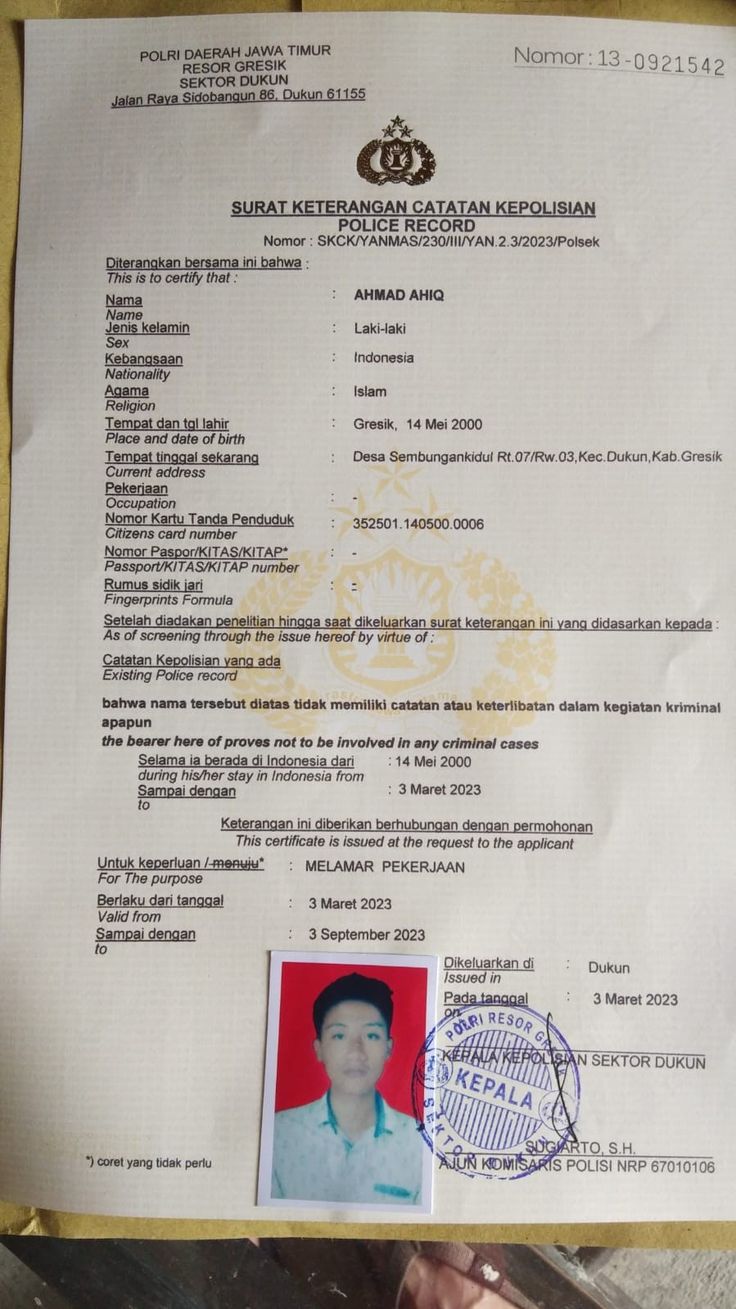 POLRI DAERAH JAWA TIMUR
RESOR GRESIK
SEKTOR DUKUN
Jalan Raya Sidobangun 86, Dukun 61155
Nomor : 13-0921542
SURAT KETERANGAN CATATAN KEPOLISIAN
POLICE RECORD
Nomor : SKCK/YANMAS/230/III/YAN.2.3/2023/Polsek
Diterangkan bersama ini bahwa :
This is to certify that :
Nama : AHMAD AHIQ
Name
Jenis kelamin : Laki-laki
Sex
Kebangsaan : Indonesia
Nationality
Agama : Islam
Religion
Tempat dan tgl lahir : Gresik, 14 Mei 2000
Place and date of birth
Tempat tinggal sekarang : Desa Sembungankidul Rt.07/Rw.03,Kec.Dukun,Kab.Gresik
Current address
Pekerjaan : -
Occupation
Nomor Kartu Tanda Penduduk : 352501.140500.0006
Citizens card number
Nomor Paspor/KITAS/KITAP* : -
Passport/KITAS/KITAP number
Rumus sidik jari : -
Fingerprints Formula
Setelah diadakan penelitian hingga saat dikeluarkan surat keterangan ini yang didasarkan kepada :
As of screening through the issue hereof by virtue of :
Catatan Kepolisian yang ada
Existing Police record
bahwa nama tersebut diatas tidak memiliki catatan atau keterlibatan dalam kegiatan kriminal
apapun
the bearer here of proves not to be involved in any criminal cases
Selama ia berada di Indonesia dari : 14 Mei 2000
during his/her stay in Indonesia from
Sampai dengan : 3 Maret 2023
to
Keterangan ini diberikan berhubungan dengan permohonan
This certificate is issued at the request to the applicant
Untuk keperluan / menuju* : MELAMAR PEKERJAAN
For The purpose
Berlaku dari tanggal : 3 Maret 2023
Valid from
Sampai dengan : 3 September 2023
to
Dikeluarkan di : Dukun
Issued in
Pada tanggal : 3 Maret 2023
on
KEPALA KEPOLISIAN SEKTOR DUKUN
POLRI RESOR GRESIK
KEPALA
SEKTOR DUKUN
SUGIARTO, S.H.
AJUN KOMISARIS POLISI NRP 67010106
*) coret yang tidak perlu